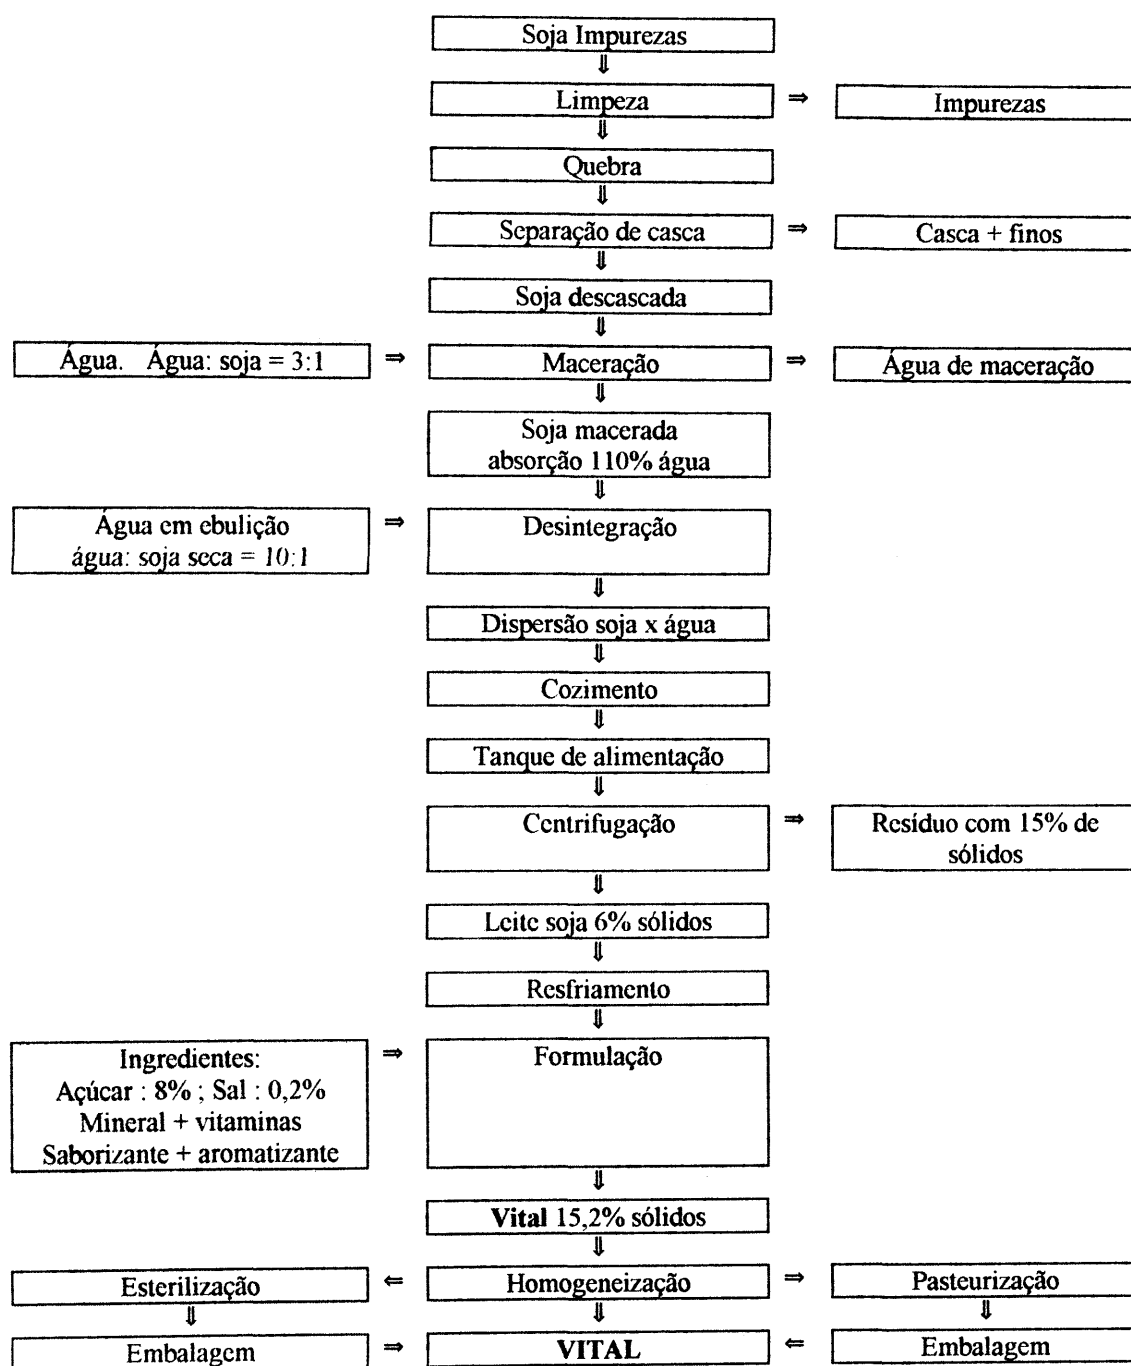 Soja Impurezas
⇓
Limpeza ⇒ Impurezas
⇓
Quebra
⇓
Separação de casca ⇒ Casca + finos
⇓
Soja descascada
⇓
Água. Água: soja = 3:1 ⇒ Maceração ⇒ Água de maceração
⇓
Soja macerada
absorção 110% água
⇓
Água em ebulição
água: soja seca = 10:1
⇒ Desintegração
⇓
Dispersão soja x água
⇓
Cozimento
⇓
Tanque de alimentação
⇓
Centrifugação ⇒
Resíduo com 15% de
sólidos
⇓
Leite soja 6% sólidos
⇓
Resfriamento
⇓
Ingredientes:
Açúcar : 8% ; Sal : 0,2%
Mineral + vitaminas
Saborizante + aromatizante
⇒ Formulação
⇓
Vital 15,2% sólidos
⇓
Esterilização ⇐ Homogeneização ⇒ Pasteurização
⇓ ⇓ ⇓
Embalagem ⇒ VITAL ⇐ Embalagem